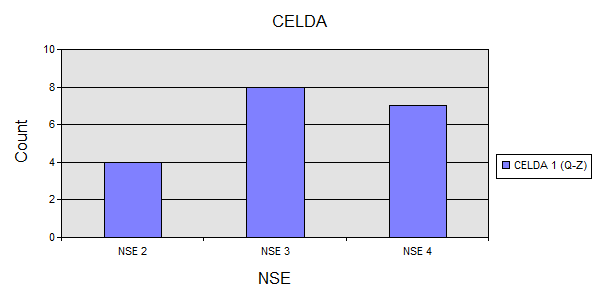 CELDA
10
8
6
4
2
0
Count
NSE 2
NSE 3
NSE 4
NSE
CELDA 1 (Q-Z)